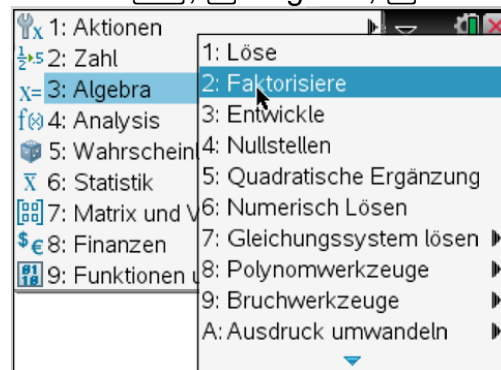 1: Aktionen
2: Zahl
3: Algebra
4: Analysis
5: Wahrscheinl
6: Statistik
7: Matrix und V
8: Finanzen
9: Funktionen u
1: Löse
2: Faktorisiere
3: Entwickle
4: Nullstellen
5: Quadratische Ergänzung
6: Numerisch Lösen
7: Gleichungssystem lösen
8: Polynomwerkzeuge
9: Bruchwerkzeuge
A: Ausdruck umwandeln